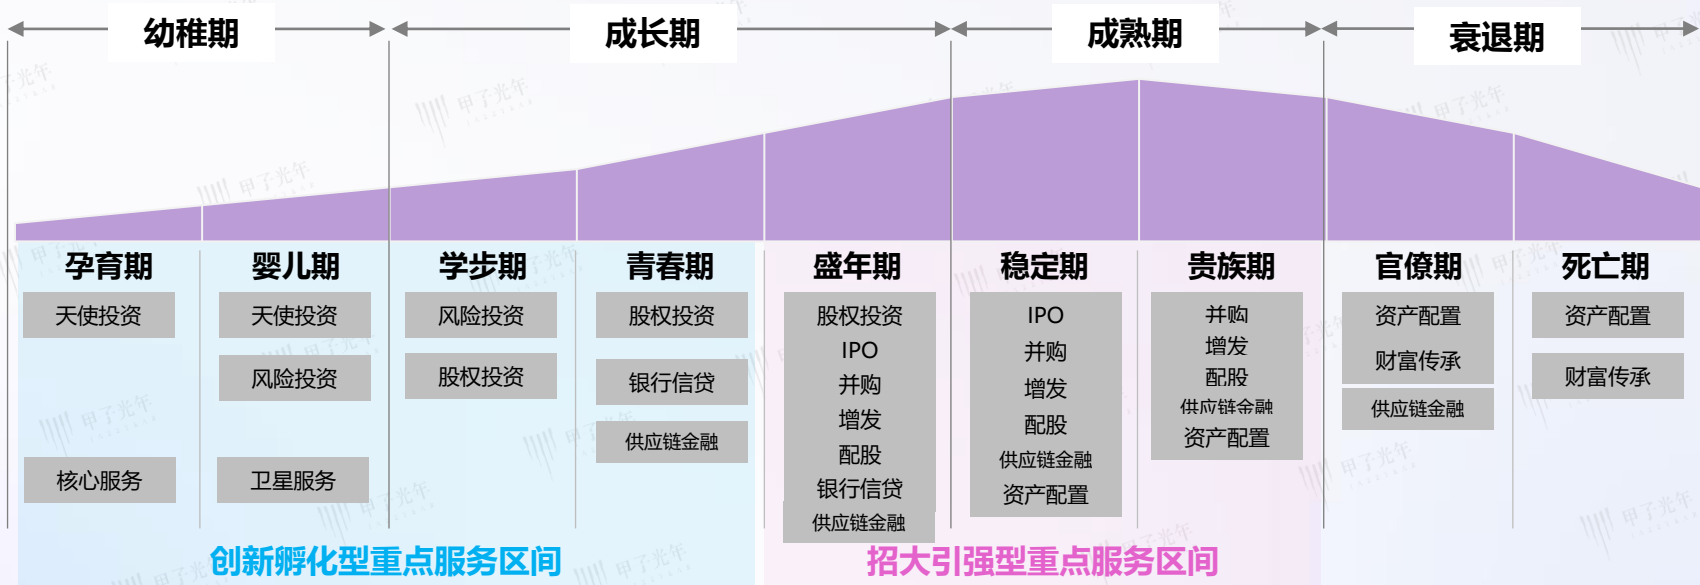 幼稚期
成长期
成熟期
衰退期
孕育期
天使投资
核心服务
婴儿期
天使投资
风险投资
卫星服务
学步期
风险投资
股权投资
青春期
股权投资
银行信贷
供应链金融
盛年期
股权投资
IPO
并购
增发
配股
银行信贷
供应链金融
稳定期
IPO
并购
增发
配股
供应链金融
资产配置
贵族期
并购
增发
配股
供应链金融
资产配置
官僚期
资产配置
财富传承
供应链金融
死亡期
资产配置
财富传承
创新孵化型重点服务区间
招大引强型重点服务区间
甲子光年